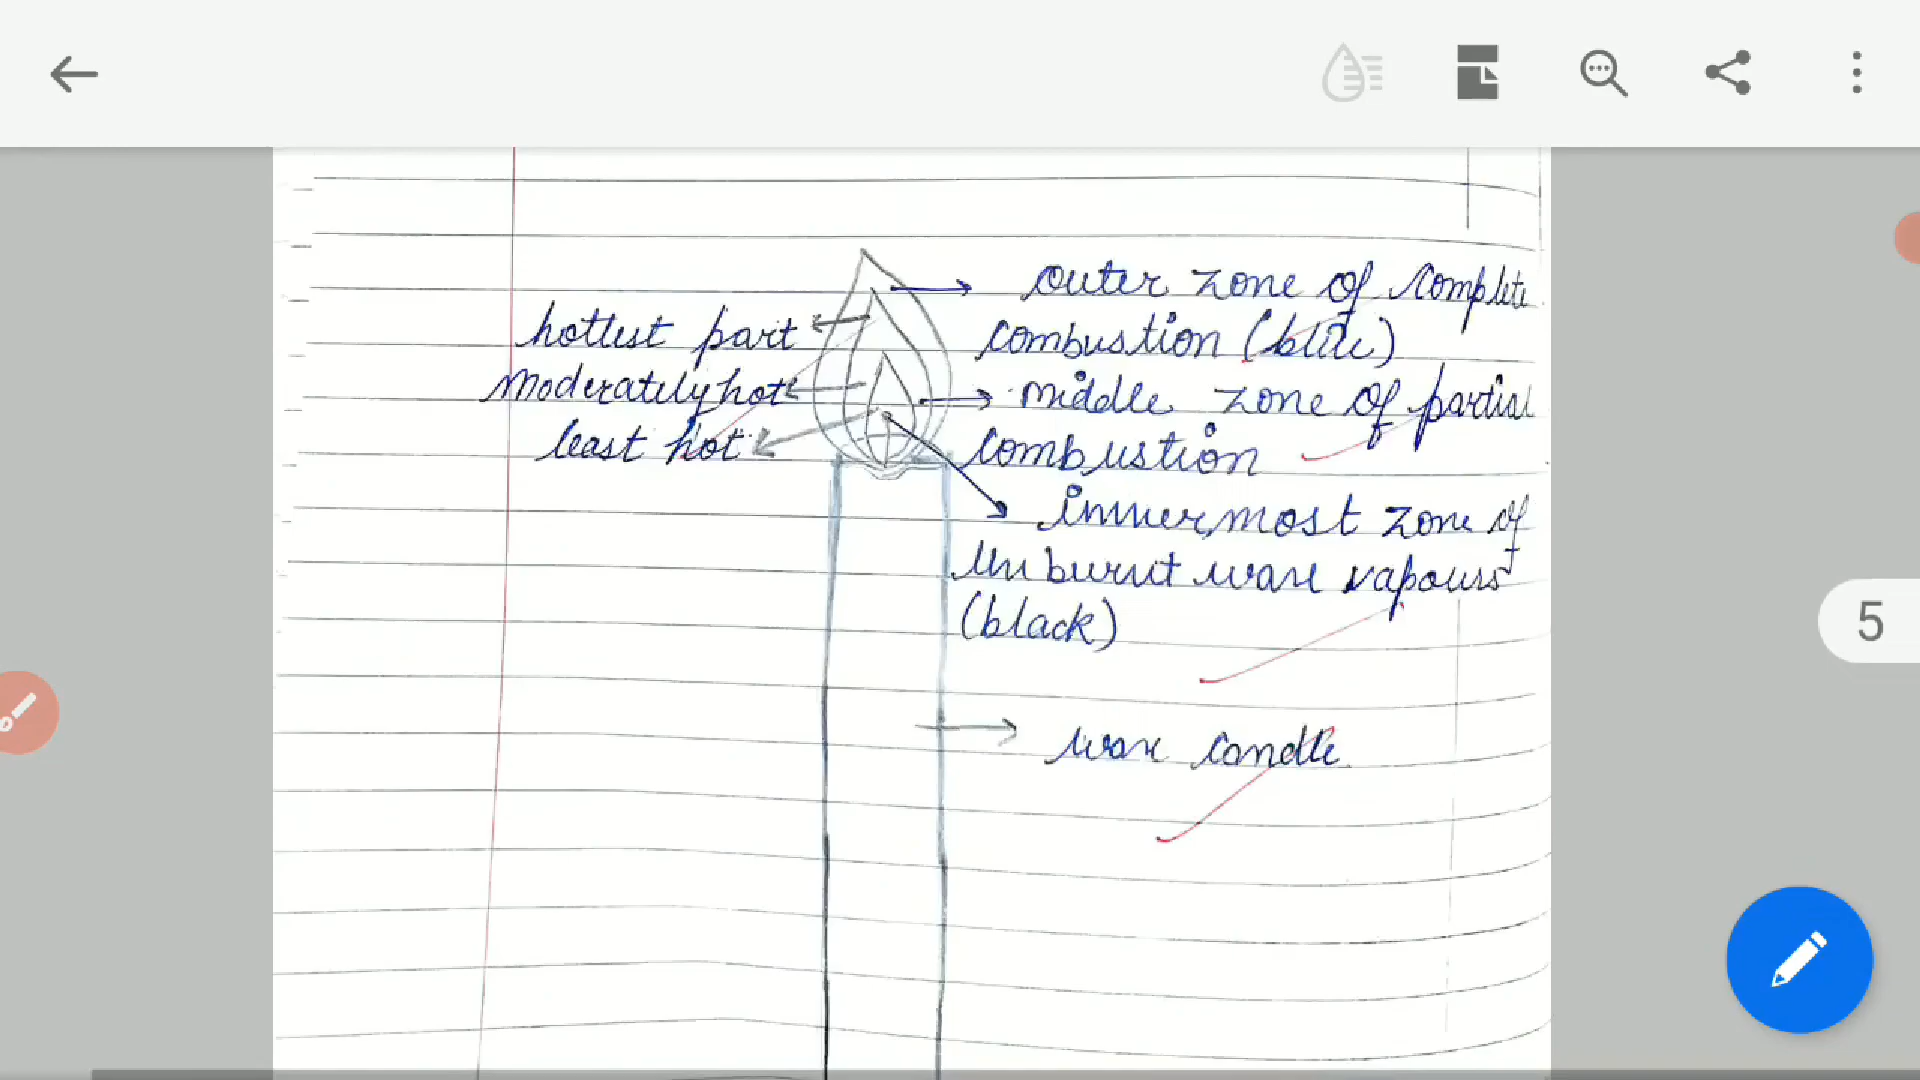 outer zone of complete
hottest part
combustion (blue)
moderately hot
middle zone of partial
least hot
combustion
innermost zone of
unburnt wax vapours
(black)
wax candle
5